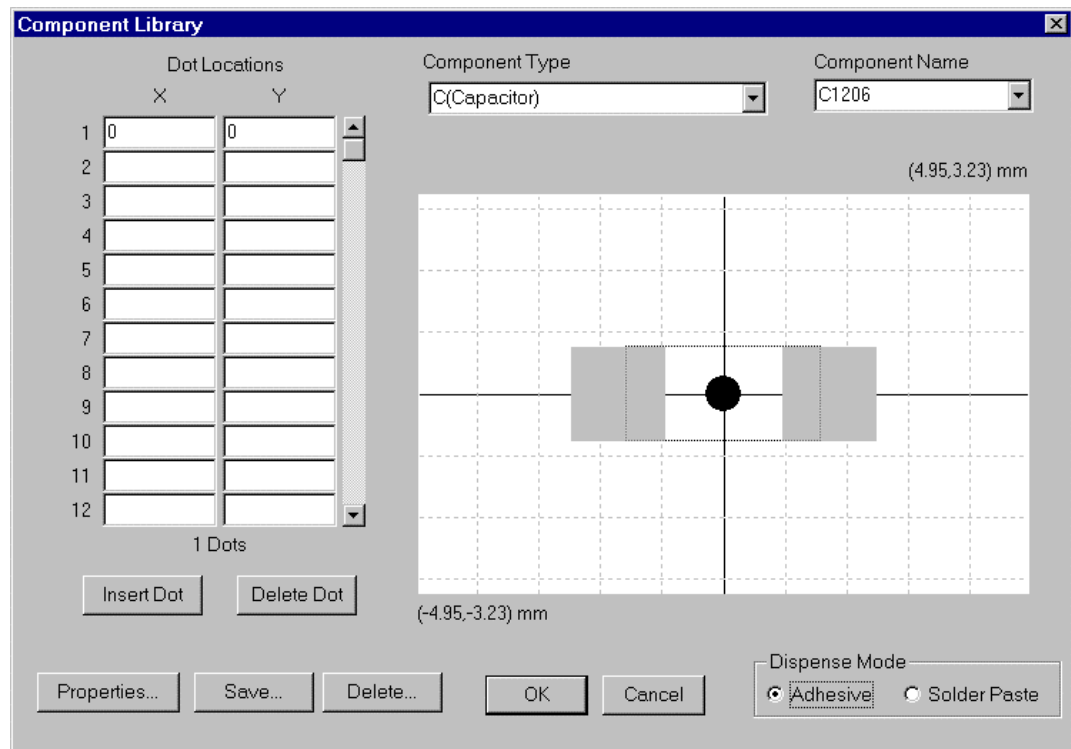 Component Library
Dot Locations
X Y
1 0 0
2
3
4
5
6
7
8
9
10
11
12
1 Dots
Insert Dot Delete Dot
Component Type
C(Capacitor)
Component Name
C1206
(4.95,3.23) mm
(-4.95,-3.23) mm
Properties... Save... Delete... OK Cancel
Dispense Mode
Adhesive Solder Paste